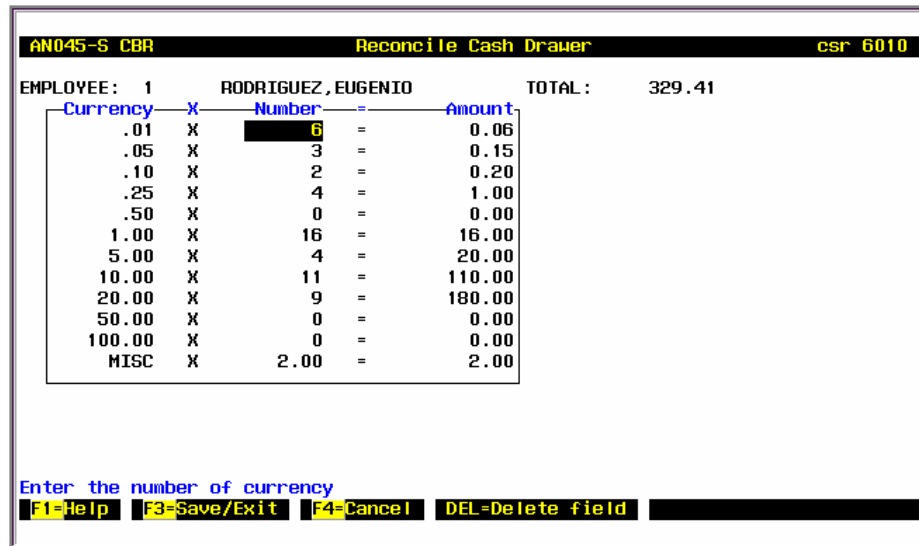 AN045-S CBR Reconcile Cash Drawer csr 6010
EMPLOYEE: 1 RODRIGUEZ,EUGENIO TOTAL: 329.41
Currency X Number = Amount
.01 X 6 = 0.06
.05 X 3 = 0.15
.10 X 2 = 0.20
.25 X 4 = 1.00
.50 X 0 = 0.00
1.00 X 16 = 16.00
5.00 X 4 = 20.00
10.00 X 11 = 110.00
20.00 X 9 = 180.00
50.00 X 0 = 0.00
100.00 X 0 = 0.00
MISC X 2.00 = 2.00
Enter the number of currency
F1=Help F3=Save/Exit F4=Cancel DEL=Delete field